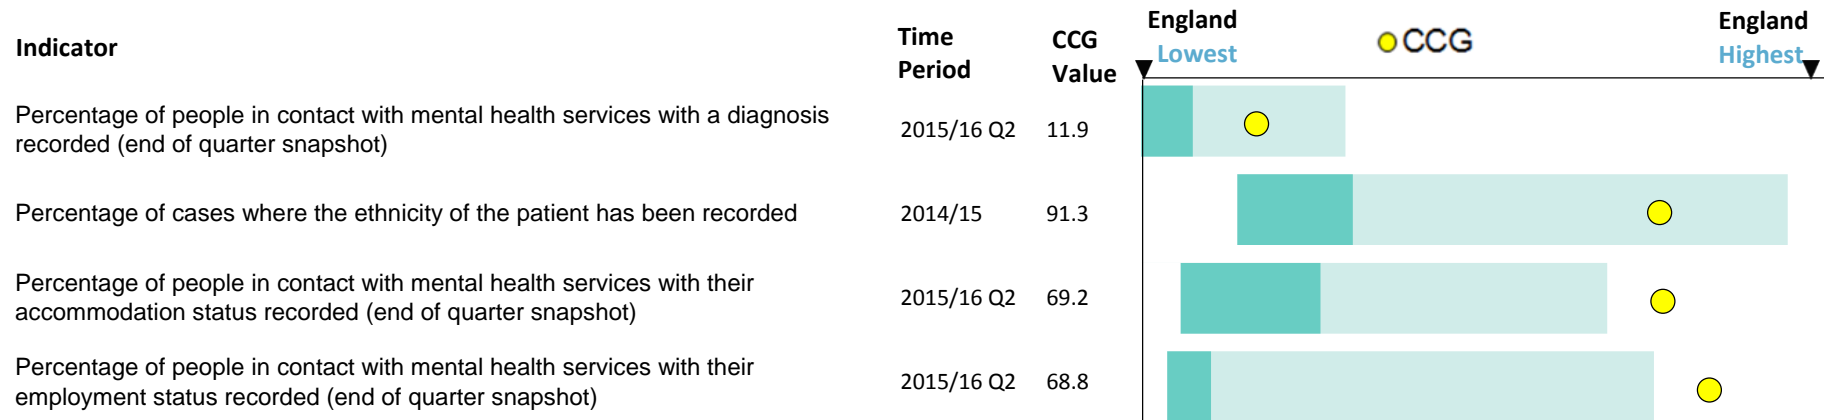 Indicator
Time Period
CCG Value
England Lowest
CCG
England Highest
Percentage of people in contact with mental health services with a diagnosis
recorded (end of quarter snapshot)
2015/16 Q2 11.9
Percentage of cases where the ethnicity of the patient has been recorded
2014/15 91.3
Percentage of people in contact with mental health services with their
accommodation status recorded (end of quarter snapshot)
2015/16 Q2 69.2
Percentage of people in contact with mental health services with their
employment status recorded (end of quarter snapshot)
2015/16 Q2 68.8